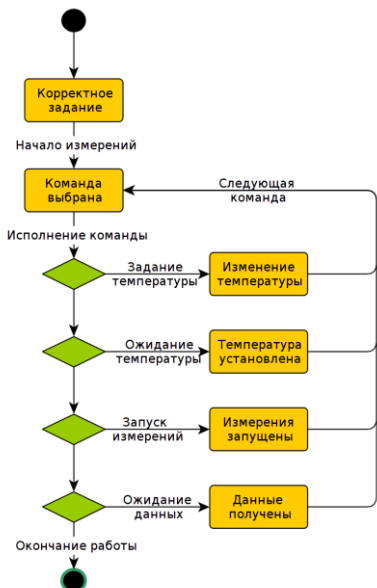 Корректное
задание
Начало измерений
Команда
выбрана
Следующая
команда
Исполнение команды
Задание
температуры
Изменение
температуры
Ожидание
температуры
Температура
установлена
Запуск
измерений
Измерения
запущены
Ожидание
данных
Данные
получены
Окончание работы